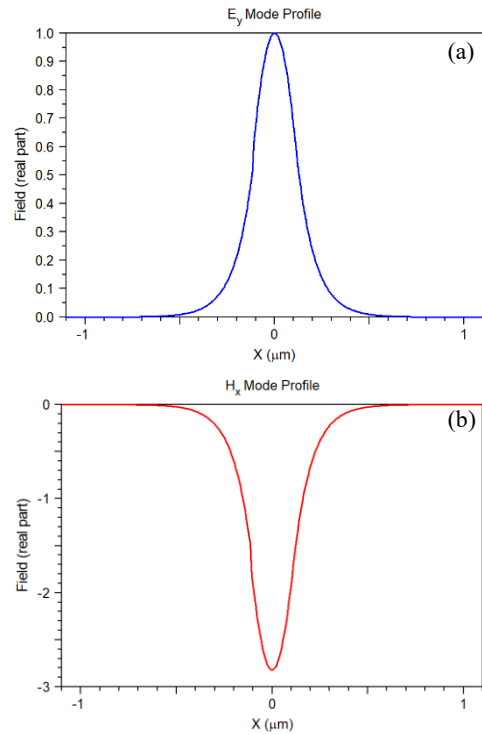 E_y Mode Profile
(a)
1.0
0.9
0.8
0.7
0.6
0.5
0.4
0.3
0.2
0.1
0.0
Field (real part)
-1 0 1
X (μm)
H_x Mode Profile
(b)
0
-1
-2
-3
Field (real part)
-1 0 1
X (μm)